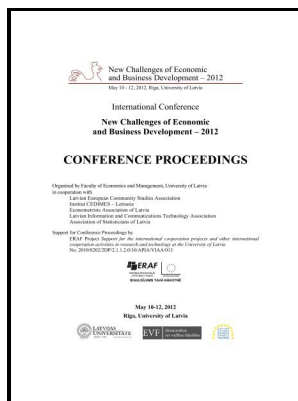 New Challenges of Economic
and Business Development – 2012
May 10 - 12, 2012, Riga, University of Latvia
International Conference
New Challenges of Economic
and Business Development – 2012
CONFERENCE PROCEEDINGS
Organised by Faculty of Economics and Management, University of Latvia
in cooperation with
Latvian European Community Studies Association
Institut CEDIMES – Lettonie
Econometrists Association of Latvia
Latvian Information and Communications Technology Association
Association of Statisticians of Latvia
Support for Conference Proceedings by
ERAF Project Support for the international cooperation projects and other international
cooperation activities in research and technology at the University of Latvia
No. 2010/0202/2DP/2.1.1.2.0/10/APIA/VIAA/013
ERAF
IEGULDĪJUMS TAVĀ NĀKOTNĒ
May 10-12, 2012
Riga, University of Latvia
LATVIJAS
UNIVERSITĀTE
EVF